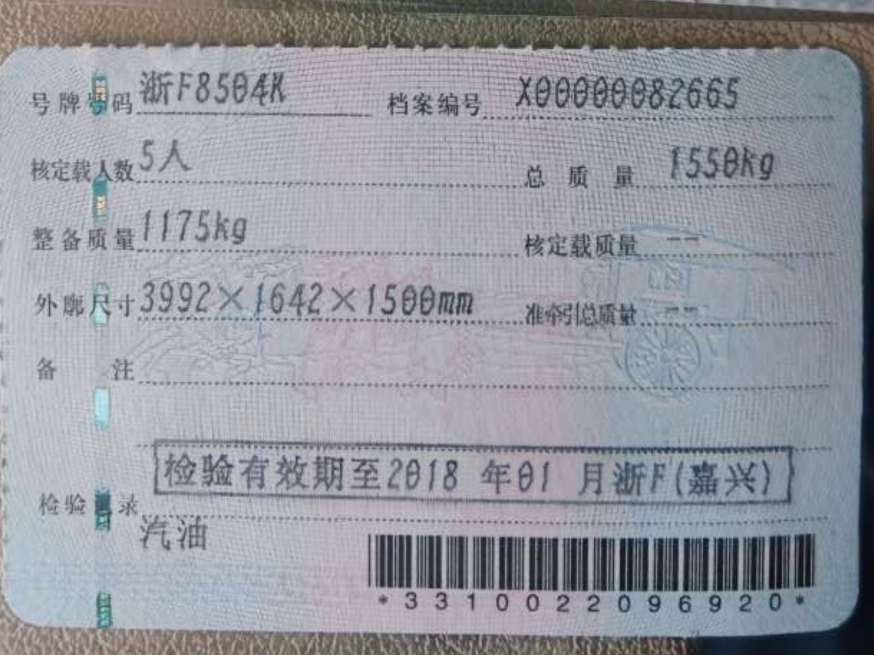 号牌号码 浙F8504K 档案编号 X00000082665
核定载人数 5人 总质量 1550kg
整备质量 1175kg 核定载质量 --
外廓尺寸 3992×1642×1500mm 准牵引总质量 --
备注
检验有效期至2018年01月浙F(嘉兴)
检验记录
汽油
*3310022096920*